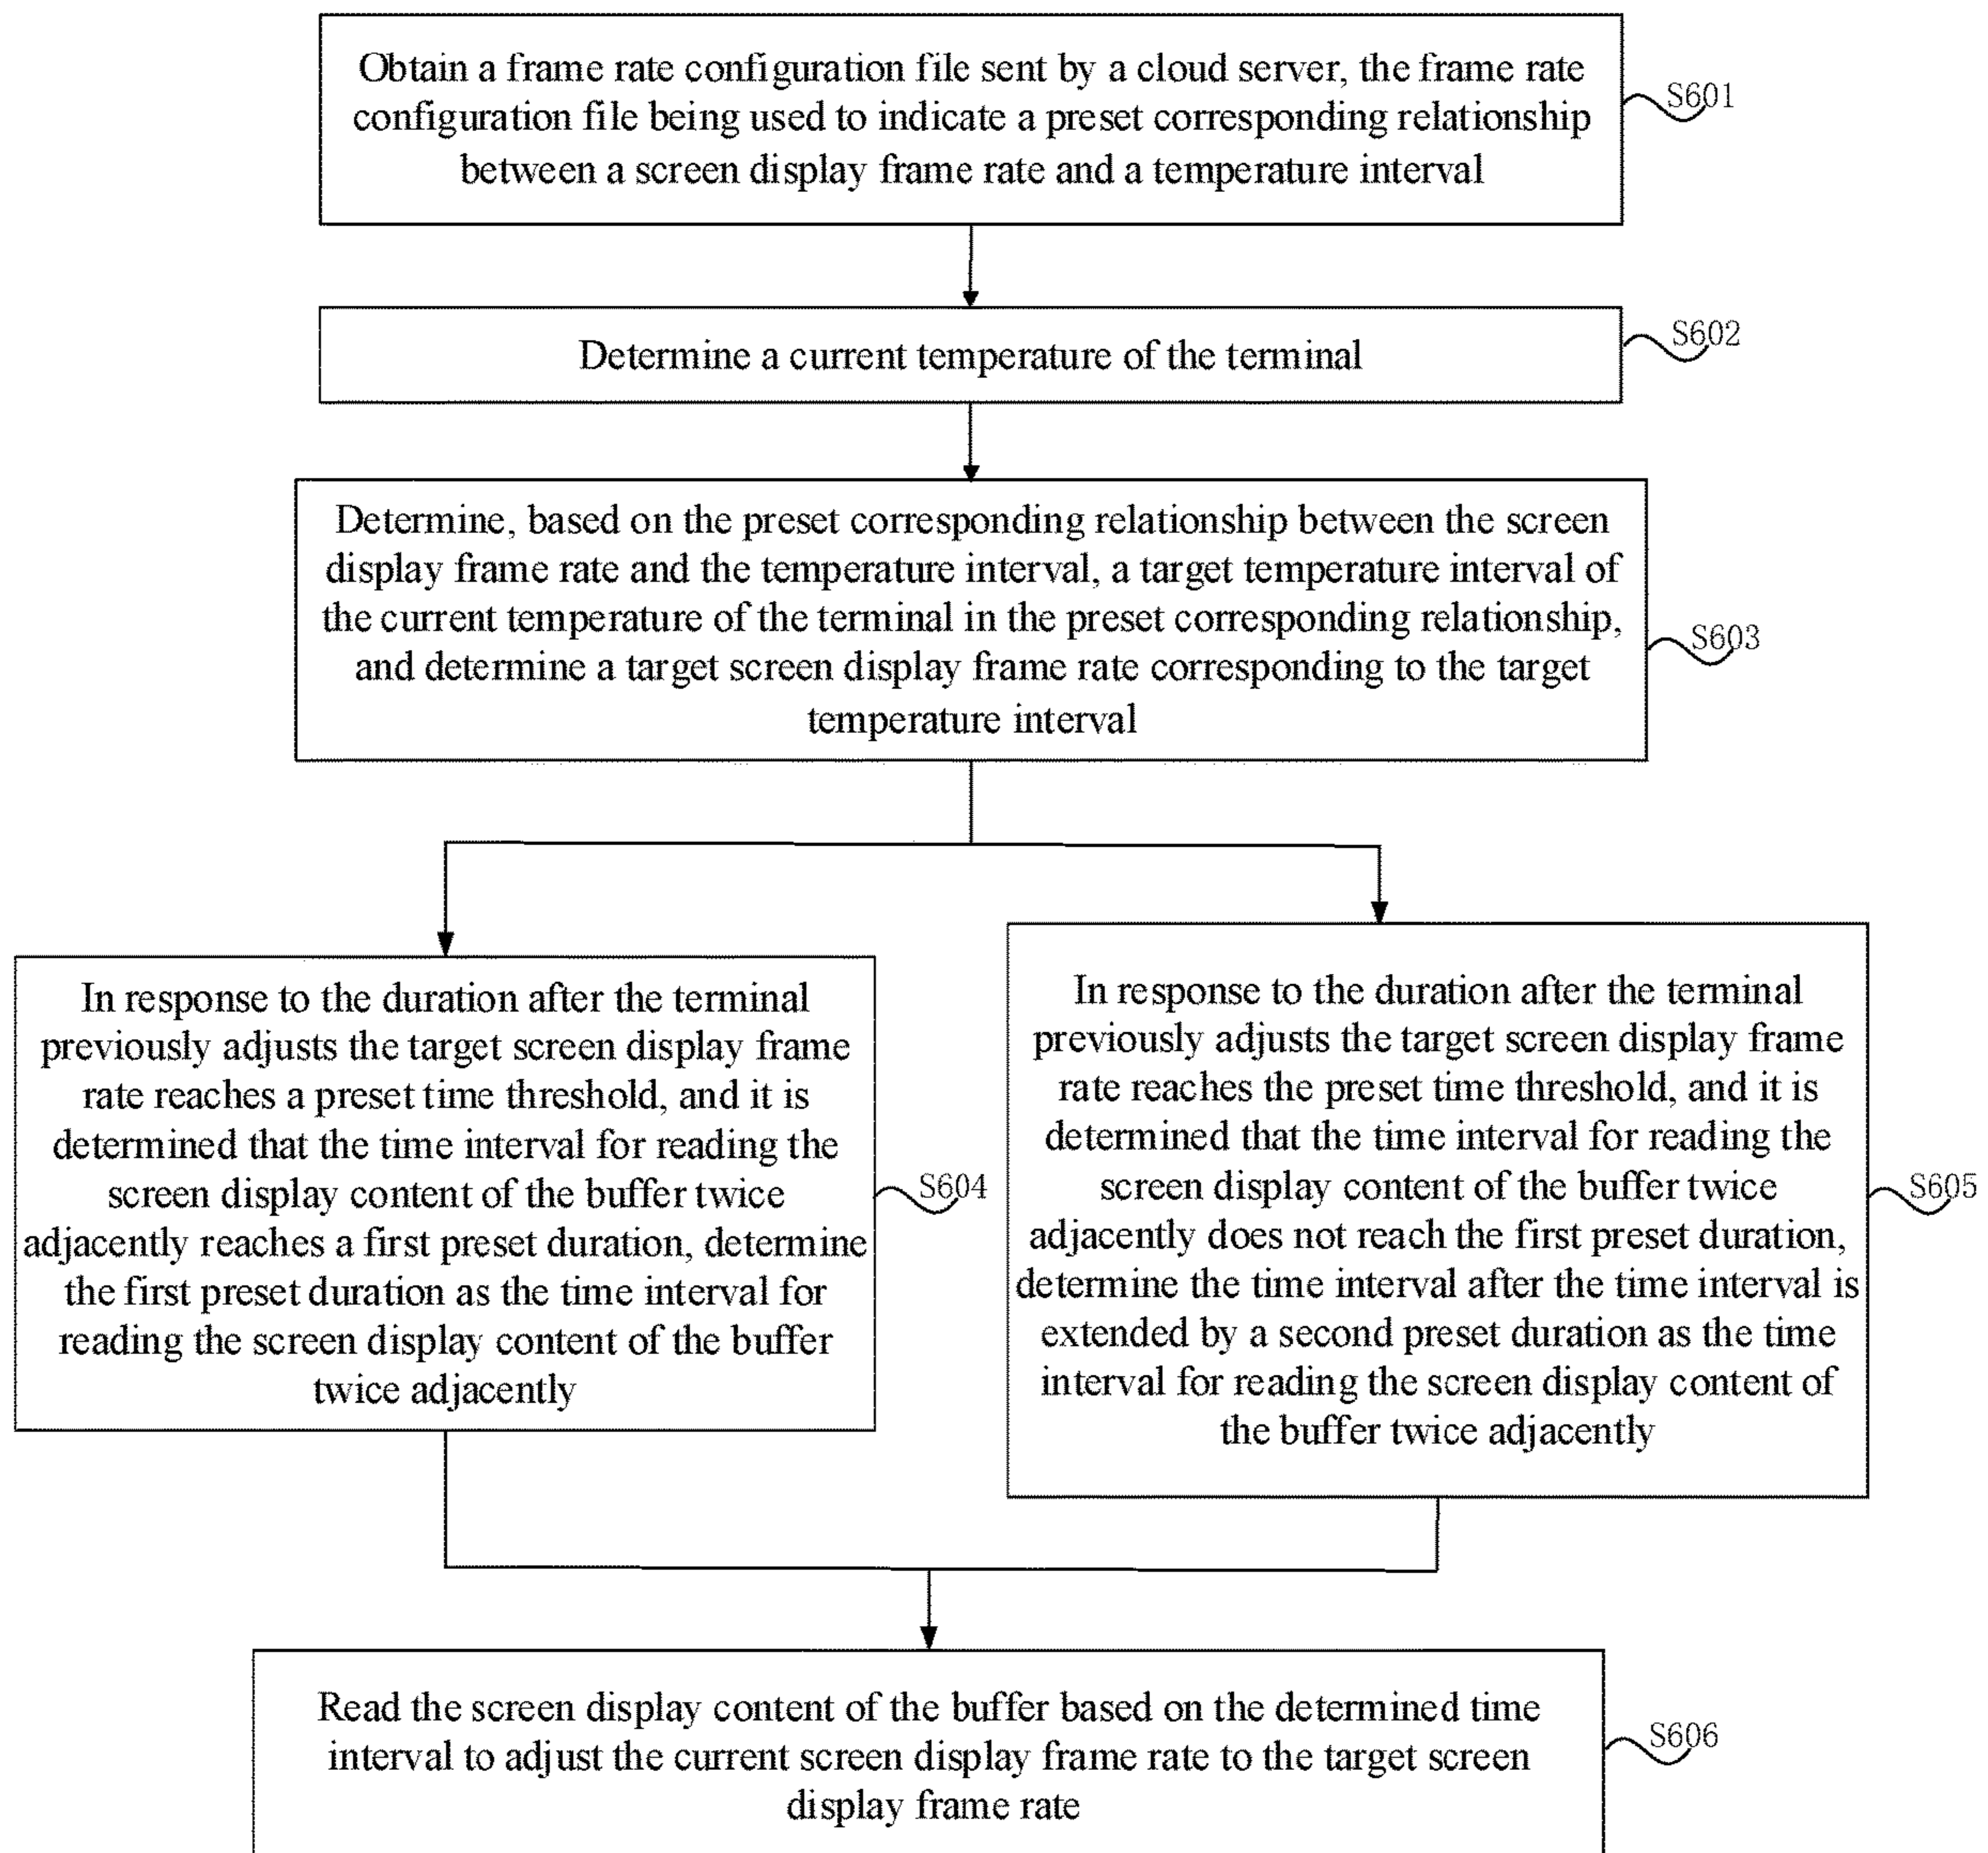 Obtain a frame rate configuration file sent by a cloud server, the frame rate
configuration file being used to indicate a preset corresponding relationship
between a screen display frame rate and a temperature interval
S601
Determine a current temperature of the terminal
S602
Determine, based on the preset corresponding relationship between the screen
display frame rate and the temperature interval, a target temperature interval of
the current temperature of the terminal in the preset corresponding relationship,
and determine a target screen display frame rate corresponding to the target
temperature interval
S603
In response to the duration after the terminal
previously adjusts the target screen display frame
rate reaches a preset time threshold, and it is
determined that the time interval for reading the
screen display content of the buffer twice
adjacently reaches a first preset duration, determine
the first preset duration as the time interval for
reading the screen display content of the buffer
twice adjacently
S604
In response to the duration after the terminal
previously adjusts the target screen display frame
rate reaches the preset time threshold, and it is
determined that the time interval for reading the
screen display content of the buffer twice
adjacently does not reach the first preset duration,
determine the time interval after the time interval is
extended by a second preset duration as the time
interval for reading the screen display content of
the buffer twice adjacently
S605
Read the screen display content of the buffer based on the determined time
interval to adjust the current screen display frame rate to the target screen
display frame rate
S606